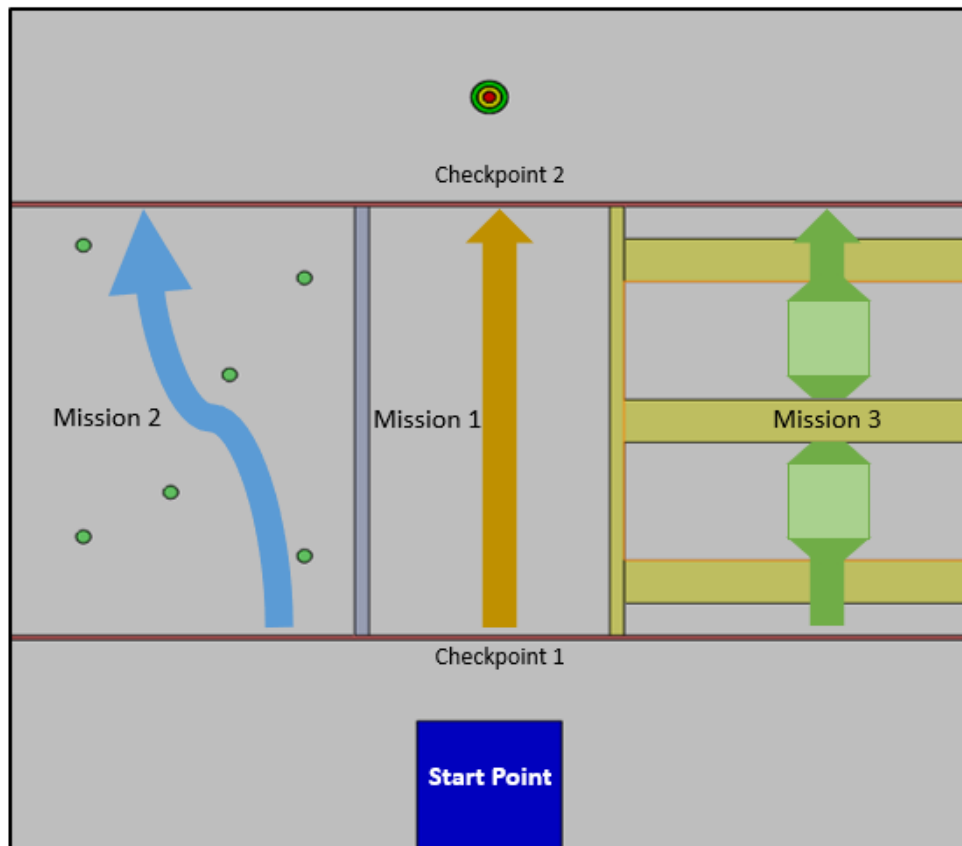 Checkpoint 2
Mission 2
Mission 1
Mission 3
Checkpoint 1
Start Point